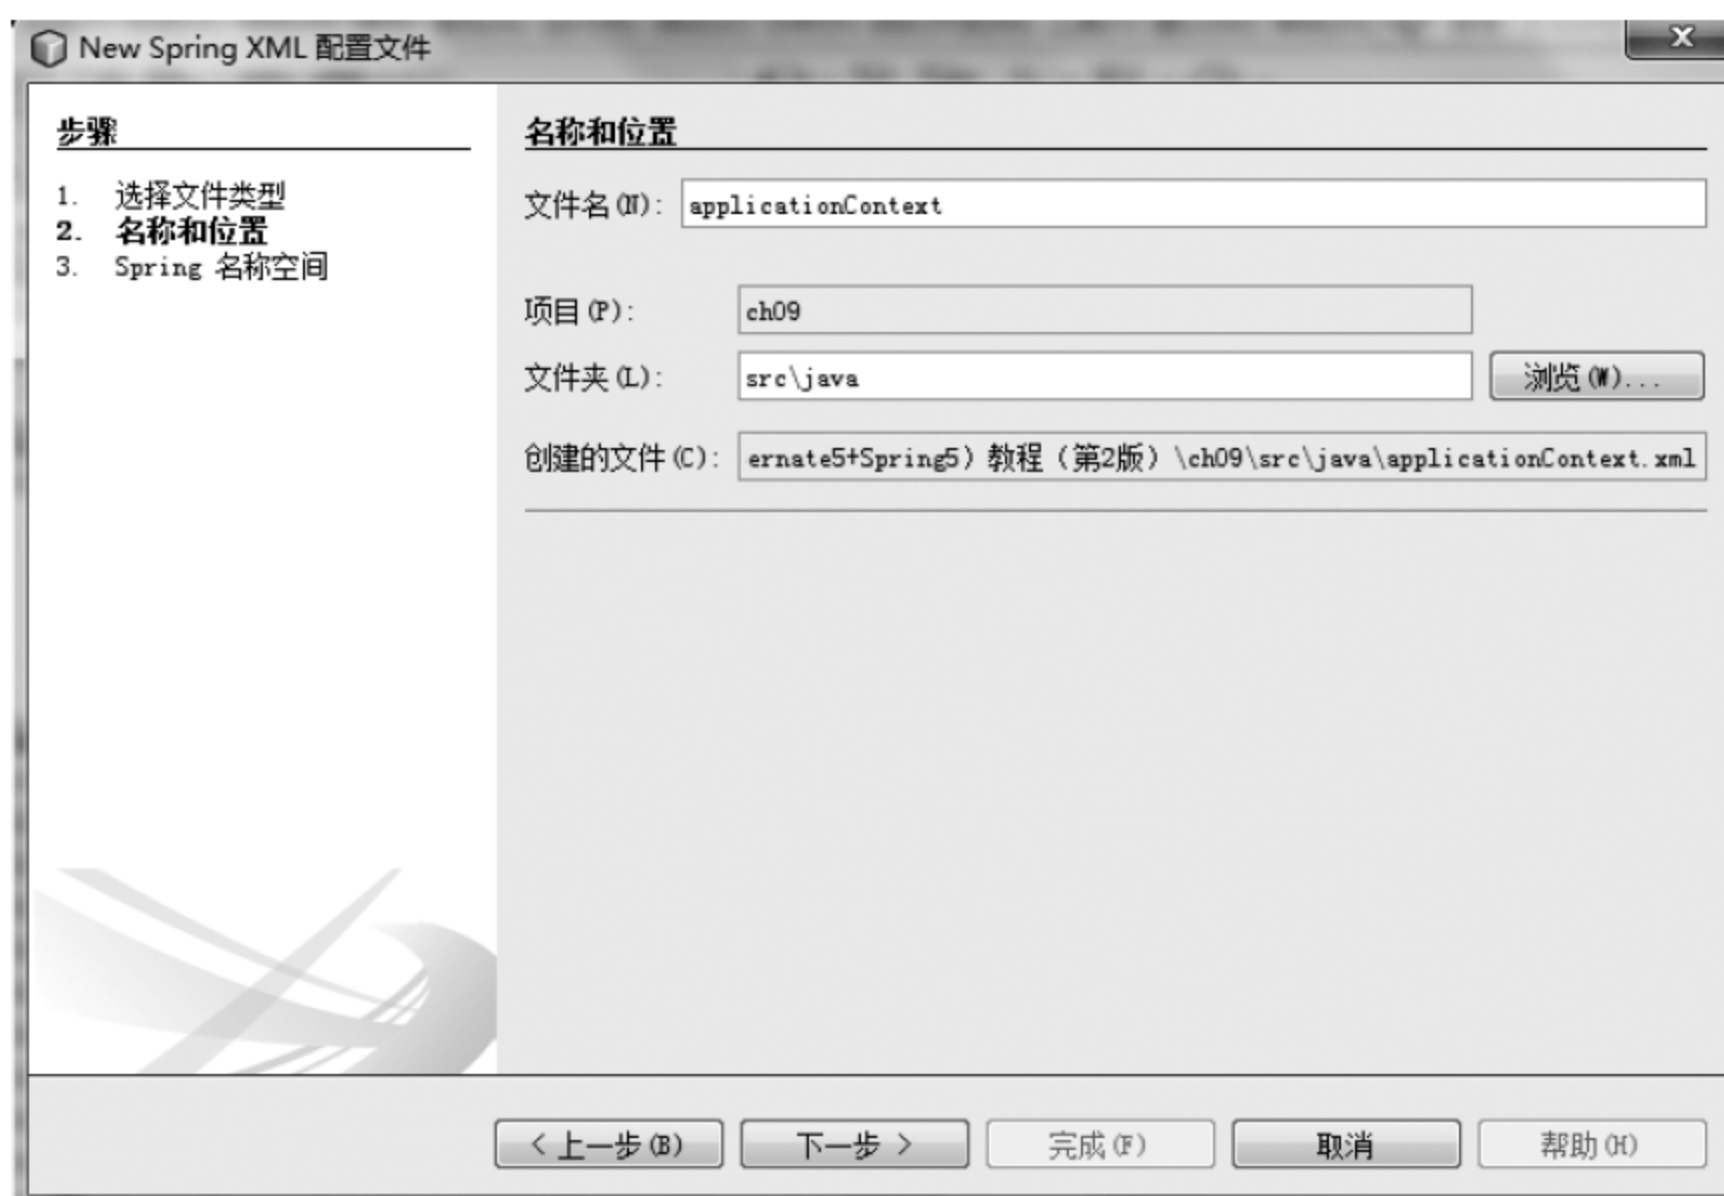 New Spring XML 配置文件
步骤
1. 选择文件类型
2. 名称和位置
3. Spring 名称空间
名称和位置
文件名(N): applicationContext
项目(P): ch09
文件夹(L): src\java 浏览(W)...
创建的文件(C): ernate5+Spring5）教程（第2版）\ch09\src\java\applicationContext.xml
< 上一步(B) 下一步 > 完成(F) 取消 帮助(H)